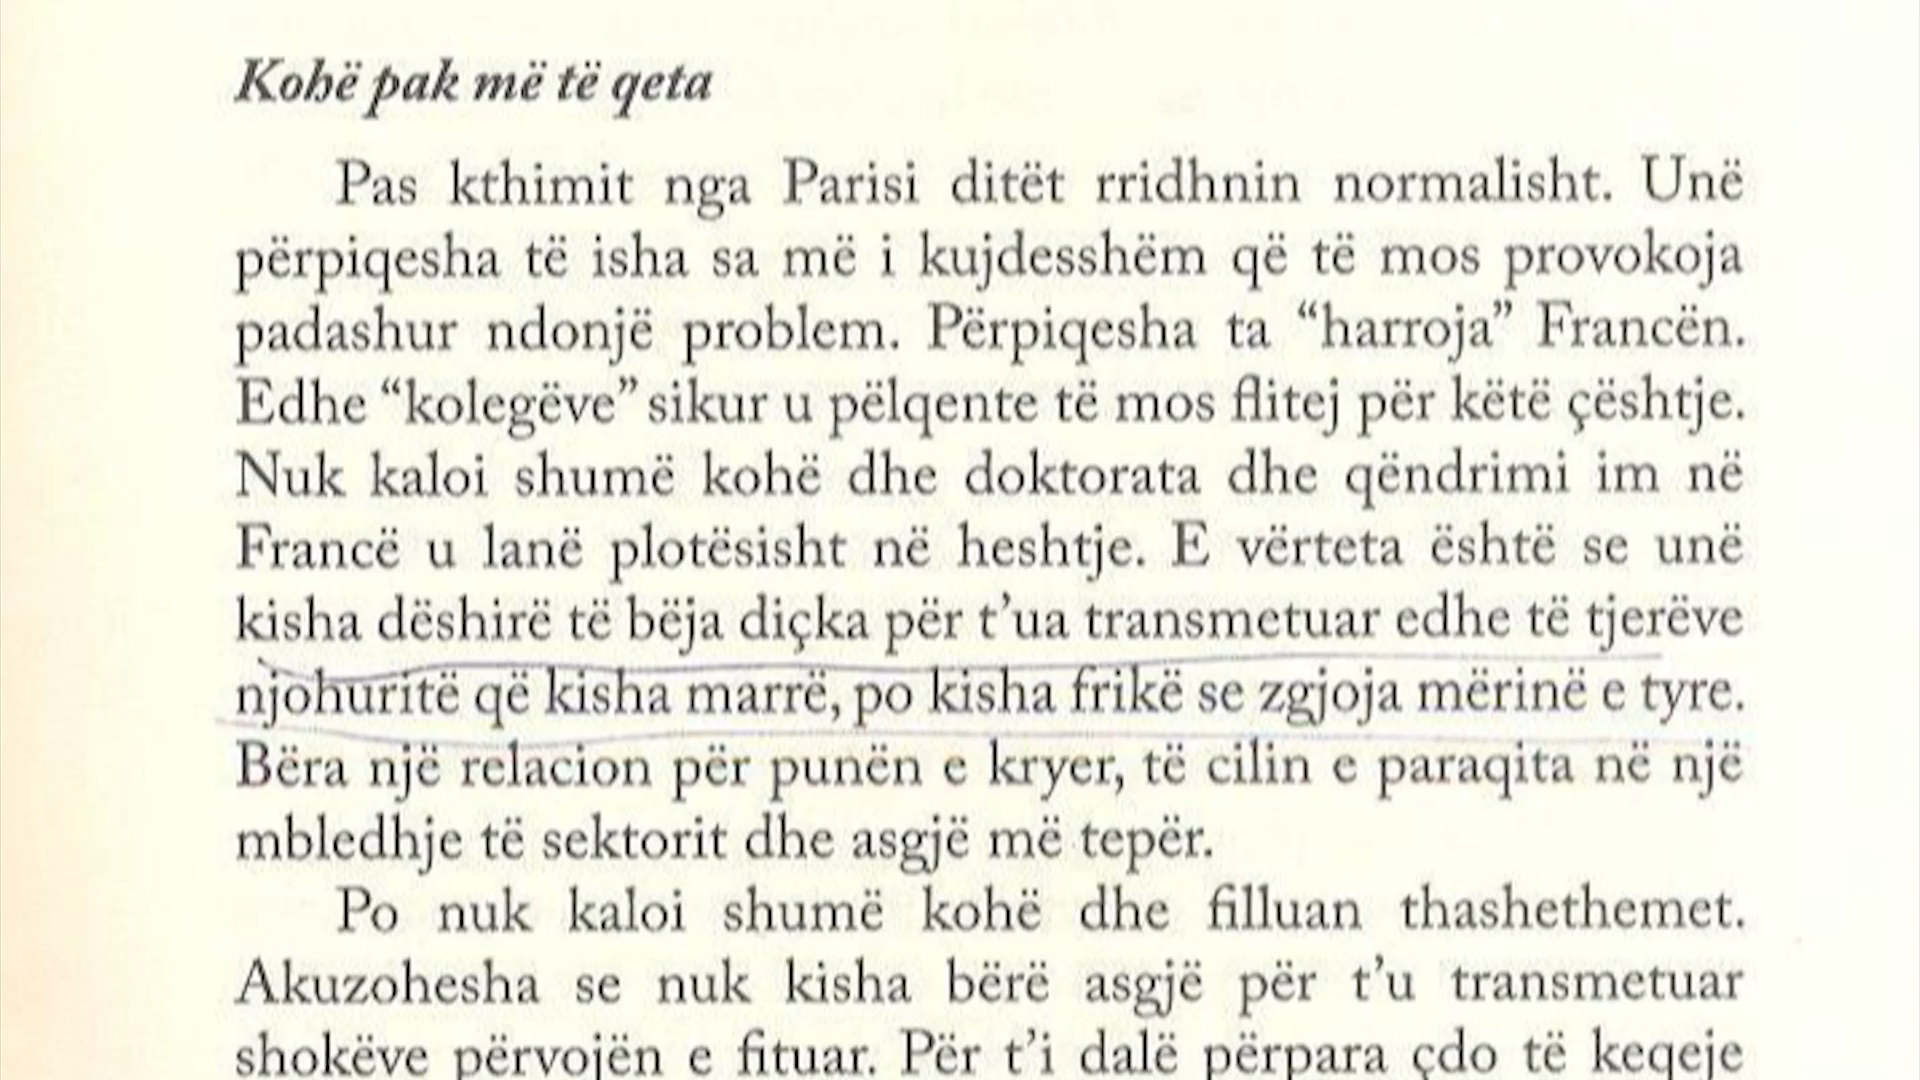 Kohë pak më të qeta
Pas kthimit nga Parisi ditët rridhnin normalisht. Unë
përpiqesha të isha sa më i kujdesshëm që të mos provokoja
padashur ndonjë problem. Përpiqesha ta “harroja” Francën.
Edhe “kolegëve” sikur u pëlqente të mos flitej për këtë çështje.
Nuk kaloi shumë kohë dhe doktorata dhe qëndrimi im në
Francë u lanë plotësisht në heshtje. E vërteta është se unë
kisha dëshirë të bëja diçka për t’ua transmetuar edhe të tjerëve
njohuritë që kisha marrë, po kisha frikë se zgjoja mërinë e tyre.
Bëra një relacion për punën e kryer, të cilin e paraqita në një
mbledhje të sektorit dhe asgjë më tepër.
Po nuk kaloi shumë kohë dhe filluan thashethemet.
Akuzohesha se nuk kisha bërë asgjë për t’u transmetuar
shokëve përvojën e fituar. Për t’i dalë përpara çdo të keqeje